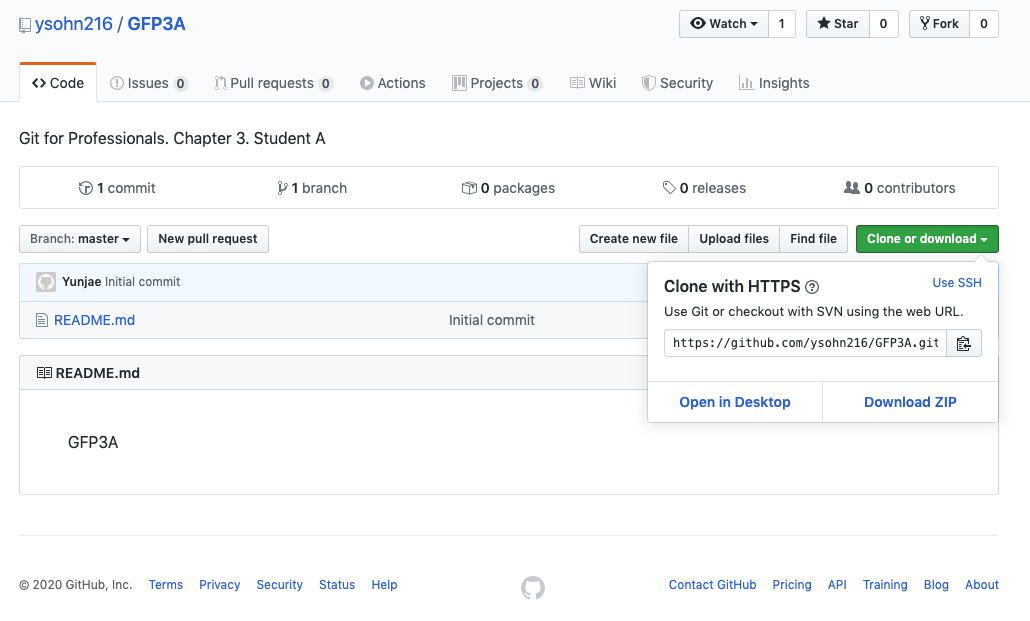 ysohn216 / GFP3A
Watch 1 Star 0 Fork 0
Code Issues 0 Pull requests 0 Actions Projects 0 Wiki Security Insights
Git for Professionals. Chapter 3. Student A
1 commit 1 branch 0 packages 0 releases 0 contributors
Branch: master New pull request Create new file Upload files Find file Clone or download
Yunjae Initial commit
README.md Initial commit
Clone with HTTPS ? Use SSH
Use Git or checkout with SVN using the web URL.
https://github.com/ysohn216/GFP3A.git
Open in Desktop Download ZIP
README.md
GFP3A
© 2020 GitHub, Inc. Terms Privacy Security Status Help Contact GitHub Pricing API Training Blog About